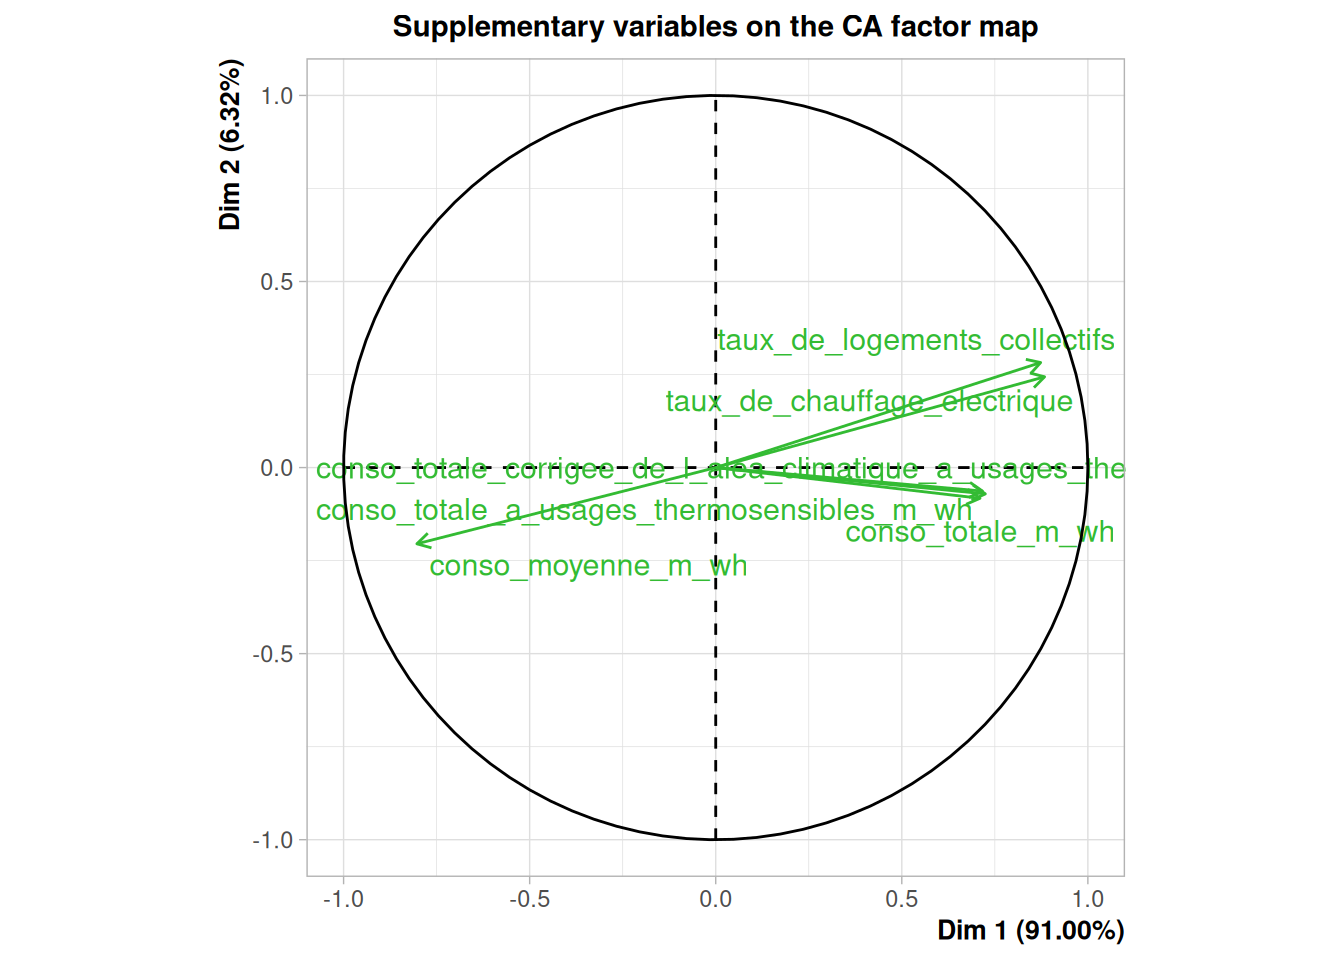 Supplementary variables on the CA factor map
Dim 2 (6.32%)
1.0
0.5
0.0
-0.5
-1.0
taux_de_logements_collectifs
taux_de_chauffage_electrique
conso_totale_corrigee_de_l_alea_climatique_a_usages_the
conso_totale_a_usages_thermosensibles_m_wh
conso_totale_m_wh
conso_moyenne_m_wh
-1.0
-0.5
0.0
0.5
1.0
Dim 1 (91.00%)